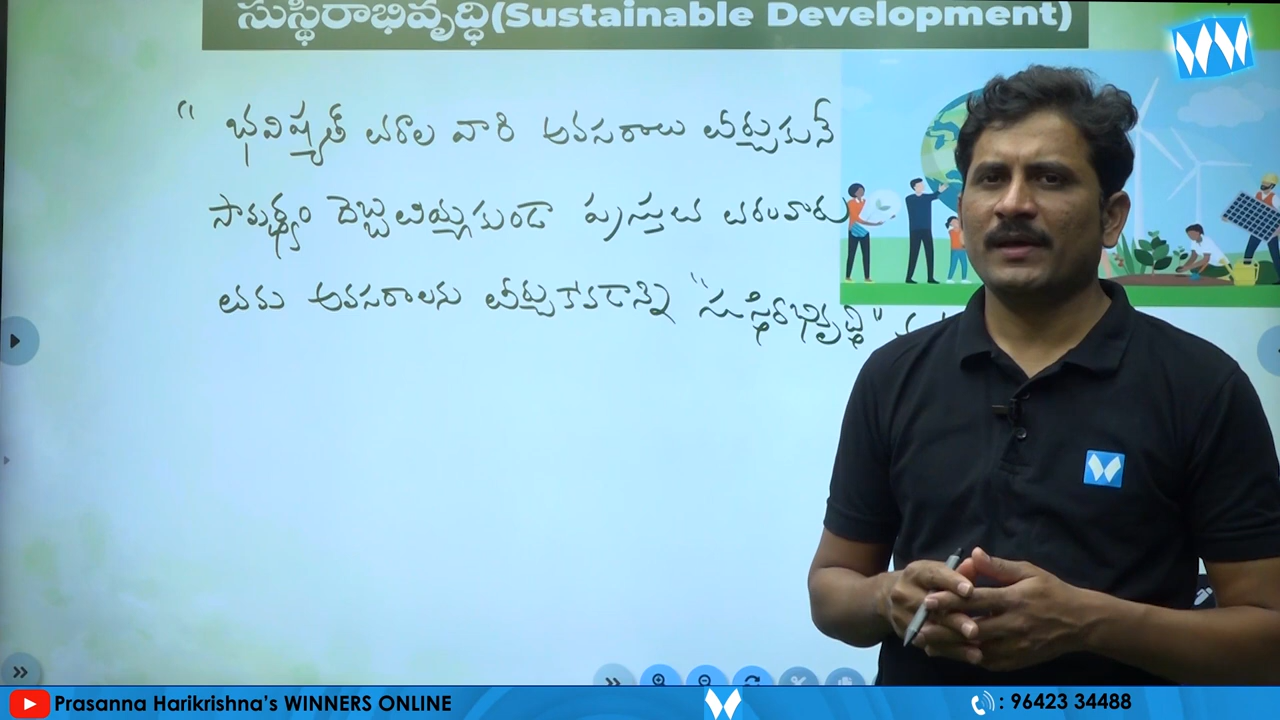 సుస్థిరాభివృద్ధి(Sustainable Development)
" భవిష్యత్ తరాల వారి అవసరాలు తీర్చుకునే
సామర్థ్యం దెబ్బతియ్యకుండా ప్రస్తుత తరంవారు
తమ అవసరాలను తీర్చుకోవడాన్ని "సుస్థిరాభివృద్ధి"
Prasanna Harikrishna's WINNERS ONLINE
: 96423 34488